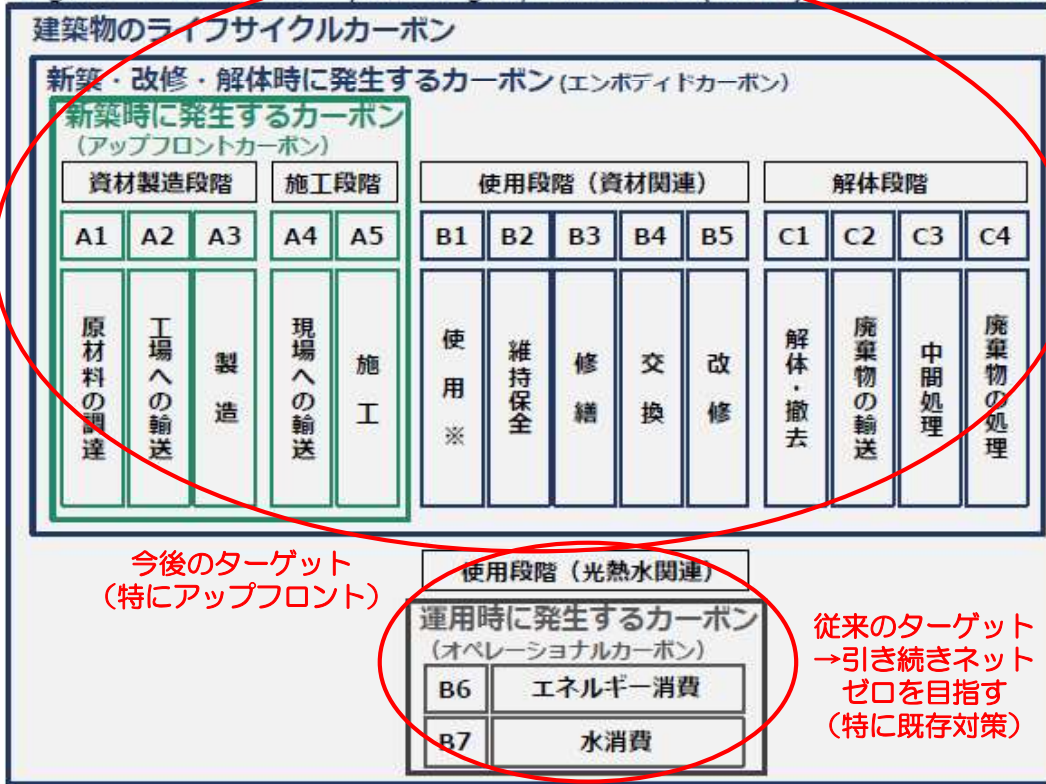 建築物のライフサイクルカーボン
新築・改修・解体時に発生するカーボン(エンボディドカーボン)
新築時に発生するカーボン
(アップフロントカーボン)
資材製造段階 施工段階 使用段階(資材関連) 解体段階
A1 A2 A3 A4 A5 B1 B2 B3 B4 B5 C1 C2 C3 C4
原材料の調達
工場への輸送
製造
現場への輸送
施工
使用※
維持保全
修繕
交換
改修
解体・撤去
廃棄物の輸送
中間処理
廃棄物の処理
今後のターゲット
(特にアップフロント)
使用段階(光熱水関連)
運用時に発生するカーボン
(オペレーショナルカーボン)
B6 エネルギー消費
B7 水消費
従来のターゲット
→引き続きネット
ゼロを目指す
(特に既存対策)